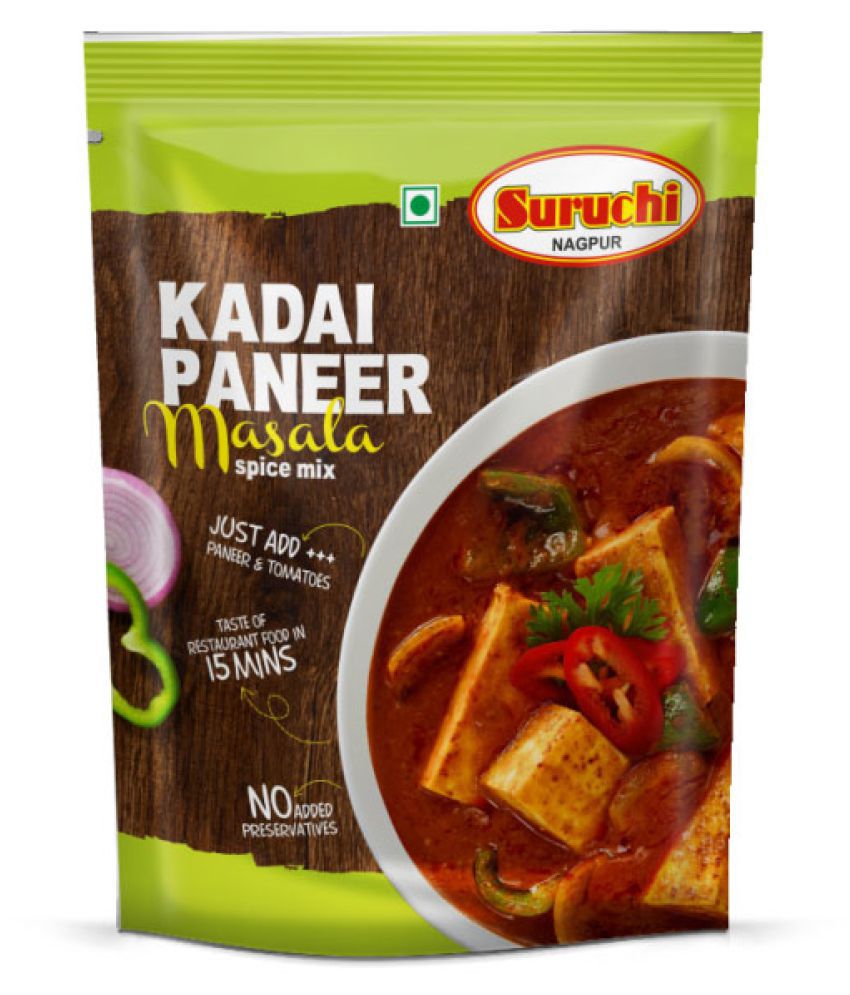 Suruchi
NAGPUR
KADAI
PANEER
Masala
spice mix
JUST ADD +++
PANEER & TOMATOES
TASTE OF
RESTAURANT FOOD IN
15 MINS
NO ADDED
PRESERVATIVES